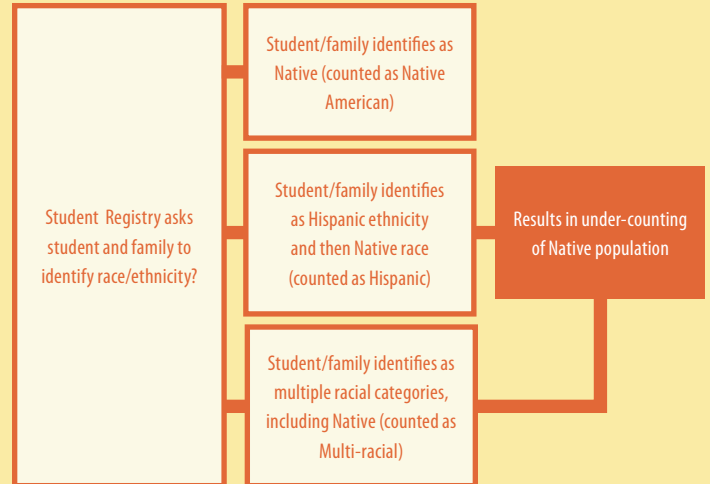 Student Registry asks
student and family to
identify race/ethnicity?
Student/family identifies as
Native (counted as Native
American)
Student/family identifies
as Hispanic ethnicity
and then Native race
(counted as Hispanic)
Student/family identifies as
multiple racial categories,
including Native (counted as
Multi-racial)
Results in under-counting
of Native population